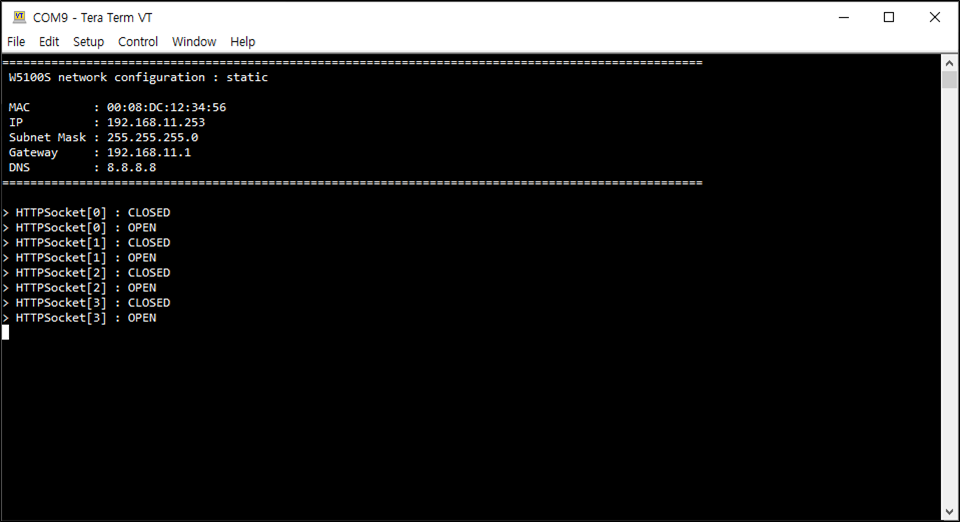 COM9 - Tera Term VT
File Edit Setup Control Window Help
====================================================================================================
W5100S network configuration : static
MAC : 00:08:DC:12:34:56
IP : 192.168.11.253
Subnet Mask : 255.255.255.0
Gateway : 192.168.11.1
DNS : 8.8.8.8
====================================================================================================
> HTTPSocket[0] : CLOSED
> HTTPSocket[0] : OPEN
> HTTPSocket[1] : CLOSED
> HTTPSocket[1] : OPEN
> HTTPSocket[2] : CLOSED
> HTTPSocket[2] : OPEN
> HTTPSocket[3] : CLOSED
> HTTPSocket[3] : OPEN